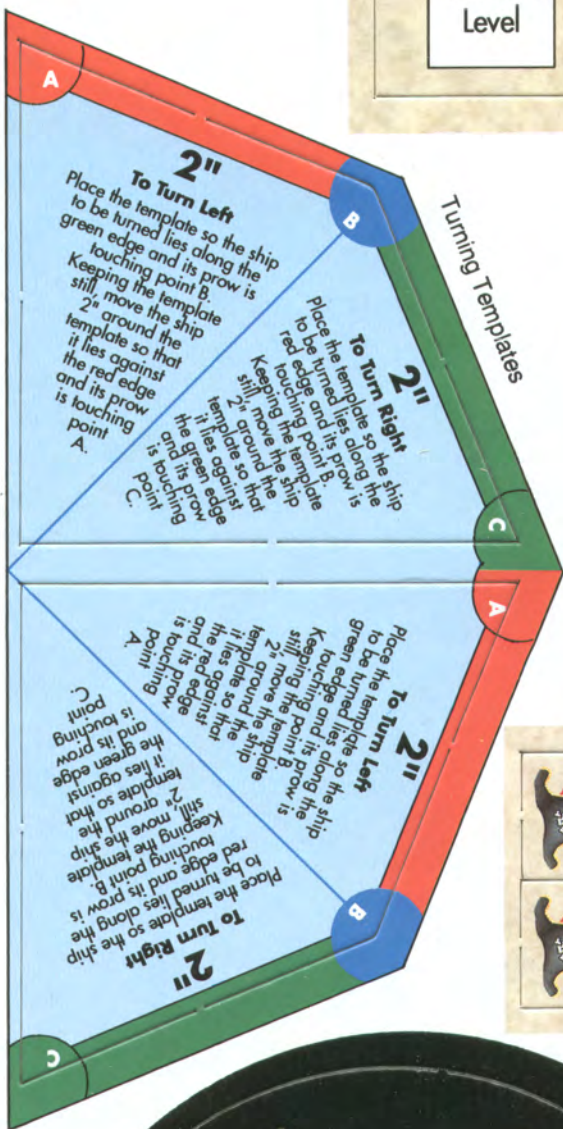 Level
Turning Templates
A
2"
To Turn Left
Place the template so the ship
to be turned lies along the
green edge and its prow is
touching point B.
Keeping the template
still, move the ship
2" around the
template so that
it lies against
the red edge
and its prow
is touching
point
A.
B
2"
To Turn Right
Place the template so the ship
to be turned lies along the
red edge and its prow is
touching point B.
Keeping the template
still, move the ship
2" around the
template so that
it lies against
the green edge
and its prow
is touching
point
C.
C
A
2"
To Turn Left
Place the template so the ship
to be turned lies along the
green edge and its prow is
touching point B.
Keeping the template
still, move the ship
2" around the
template so that
it lies against
the red edge
and its prow
is touching
point
A.
B
2"
To Turn Right
Place the template so the ship
to be turned lies along the
red edge and its prow is
touching point B.
Keeping the template
still, move the ship
2" around the
template so that
it lies against
the green edge
and its prow
is touching
point
C.
C